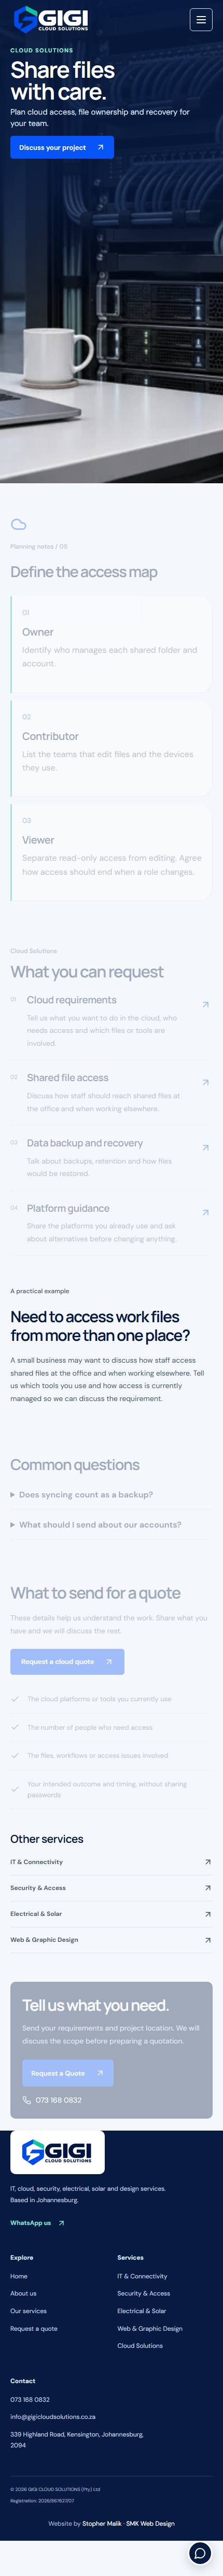 GIGI
CLOUD SOLUTIONS
CLOUD SOLUTIONS
Share files
with care.
Plan cloud access, file ownership and recovery for
your team.
Discuss your project
Planning notes / 05
Define the access map
01
Owner
Identify who manages each shared folder and
account.
02
Contributor
List the teams that edit files and the devices
they use.
03
Viewer
Separate read-only access from editing. Agree
how access should end when a role changes.
Cloud Solutions
What you can request
01
Cloud requirements
Tell us what you want to do in the cloud, who
needs access and which files or tools are
involved.
02
Shared file access
Discuss how staff should reach shared files at
the office and when working elsewhere.
03
Data backup and recovery
Talk about backups, retention and how files
would be restored.
04
Platform guidance
Share the platforms you already use and ask
about alternatives before changing anything.
A practical example
Need to access work files
from more than one place?
A small business may want to discuss how staff access
shared files at the office and when working elsewhere. Tell
us which tools you use and how access is currently
managed so we can discuss the requirement.
Common questions
Does syncing count as a backup?
What should I send about our accounts?
What to send for a quote
These details help us understand the work. Share what you
have and we will discuss the rest.
Request a cloud quote
The cloud platforms or tools you currently use
The number of people who need access
The files, workflows or access issues involved
Your intended outcome and timing, without sharing
passwords
Other services
IT & Connectivity
Security & Access
Electrical & Solar
Web & Graphic Design
Tell us what you need.
Send your requirements and project location. We will
discuss the scope before preparing a quotation.
Request a Quote
073 168 0832
GIGI
CLOUD SOLUTIONS
IT, cloud, security, electrical, solar and design services.
Based in Johannesburg.
WhatsApp us
Explore
Home
About us
Our services
Request a quote
Services
IT & Connectivity
Security & Access
Electrical & Solar
Web & Graphic Design
Cloud Solutions
Contact
073 168 0832
info@gigicloudsolutions.co.za
339 Highland Road, Kensington, Johannesburg,
2094
© 2026 GIGI CLOUD SOLUTIONS (Pty) Ltd
Website by Stopher Malik · SMK Web Design